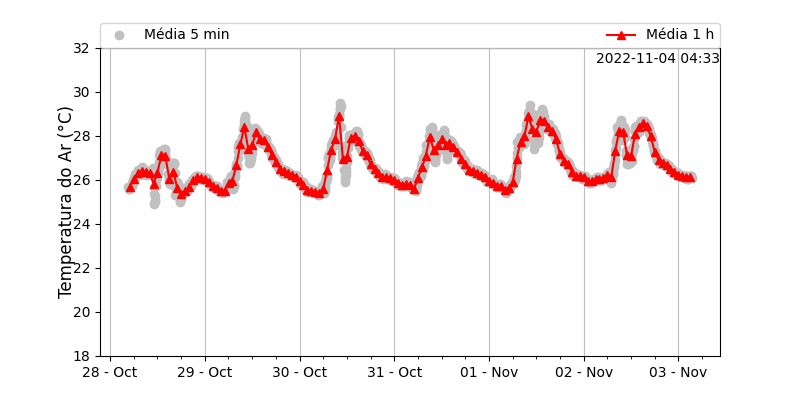 Média 5 min
Média 1 h
2022-11-04 04:33
Temperatura do Ar (°C)
32
30
28
26
24
22
20
18
28 - Oct
29 - Oct
30 - Oct
31 - Oct
01 - Nov
02 - Nov
03 - Nov